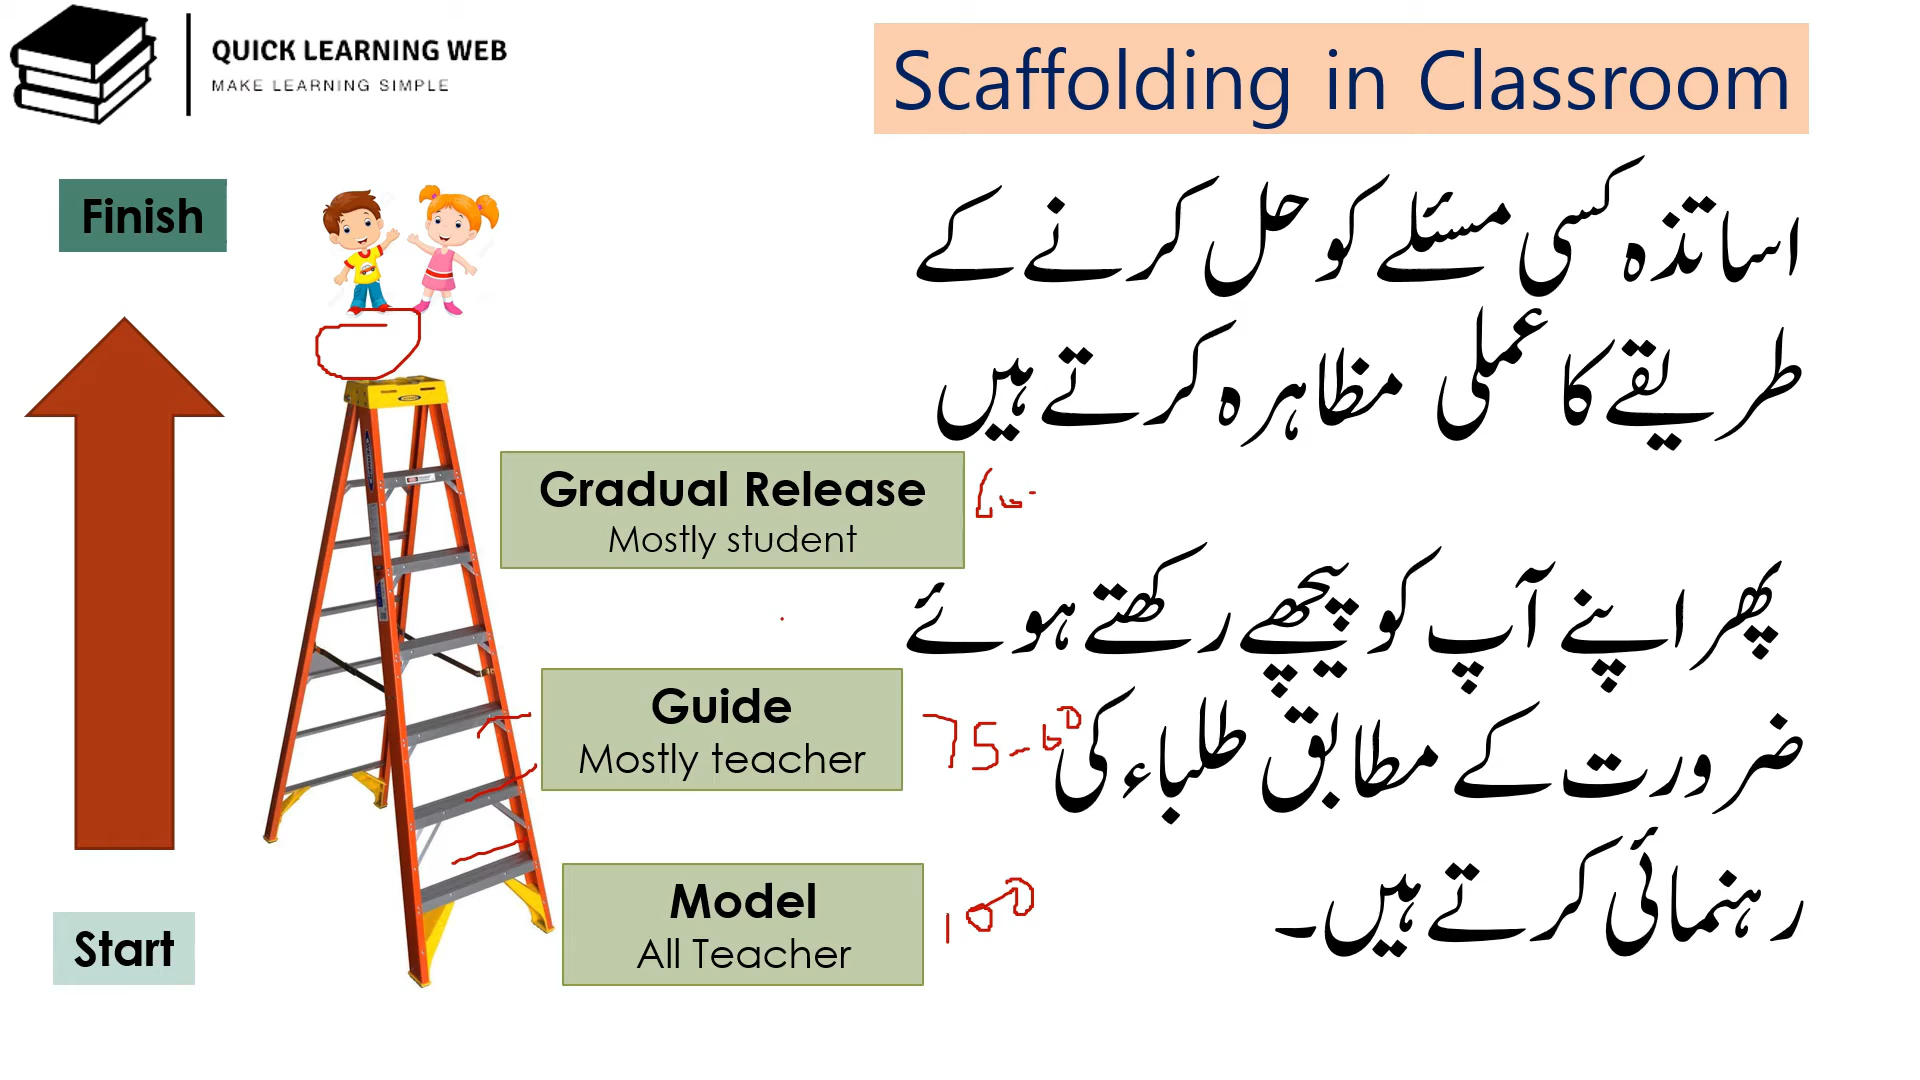 QUICK LEARNING WEB
MAKE LEARNING SIMPLE
Scaffolding in Classroom
Finish
اساتذہ کسی مسئلے کو حل کرنے کے
طریقے کا عملی مظاہرہ کرتے ہیں
Gradual Release
Mostly student
پھر اپنے آپ کو پیچھے رکھتے ہوئے
ضرورت کے مطابق طلباء کی
رہنمائی کرتے ہیں۔
Guide
Mostly teacher
75-60
Model
All Teacher
100
Start